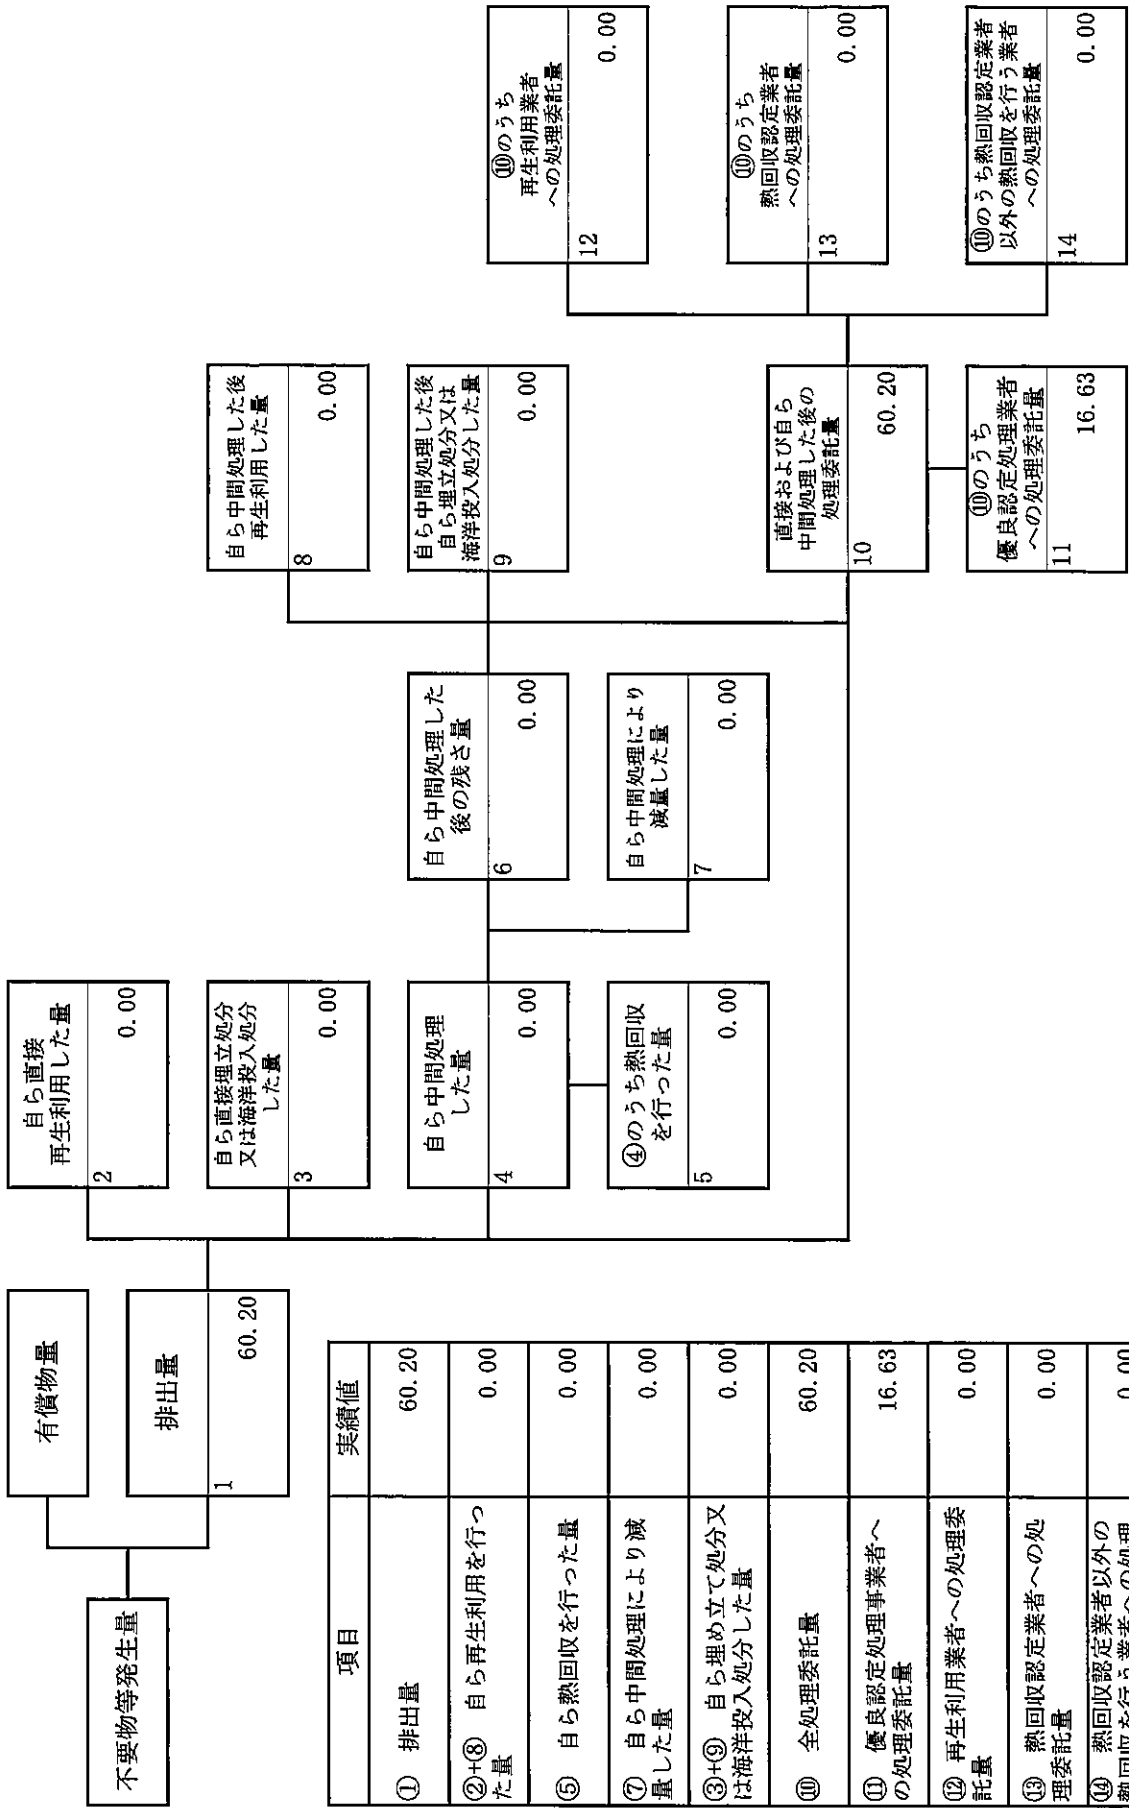 不要物等発生量
有償物量
排出量
1
60.20
自ら直接
再生利用した量
2
0.00
自ら直接埋立処分
又は海洋投入処分
した量
3
0.00
自ら中間処理
した量
4
0.00
④のうち熱回収
を行った量
5
0.00
自ら中間処理した
後の残さ量
6
0.00
自ら中間処理により
減量した量
7
0.00
自ら中間処理した後
再生利用した量
8
0.00
自ら中間処理した後
自ら埋立処分又は
海洋投入処分した量
9
0.00
直接および自ら
中間処理した後の
処理委託量
10
60.20
⑩のうち
優良認定処理業者
への処理委託量
11
16.63
⑩のうち
再生利用業者
への処理委託量
12
0.00
⑩のうち
熱回収認定業者
への処理委託量
13
0.00
⑩のうち熱回収認定業者
以外の熱回収を行う業者
への処理委託量
14
0.00
項目 実績値
① 排出量 60.20
②+⑧ 自ら再生利用を行っ 0.00
た量
⑤ 自ら熱回収を行った量 0.00
⑦ 自ら中間処理により減 0.00
量した量
③+⑨ 自ら埋め立て処分又 0.00
は海洋投入処分した量
⑩ 全処理委託量 60.20
⑪ 優良認定処理事業者へ 16.63
の処理委託量
⑫ 再生利用業者への処理委 0.00
託量
⑬ 熱回収認定業者への処 0.00
理委託量
⑭ 熱回収認定業者以外の 0.00
熱回収を行う業者への処理